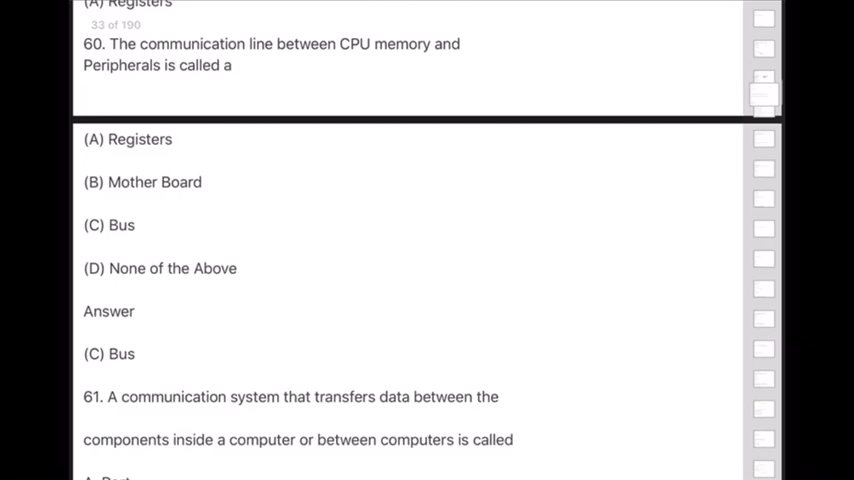 (A) Registers
33 of 190
60. The communication line between CPU memory and
Peripherals is called a
(A) Registers
(B) Mother Board
(C) Bus
(D) None of the Above
Answer
(C) Bus
61. A communication system that transfers data between the
components inside a computer or between computers is called